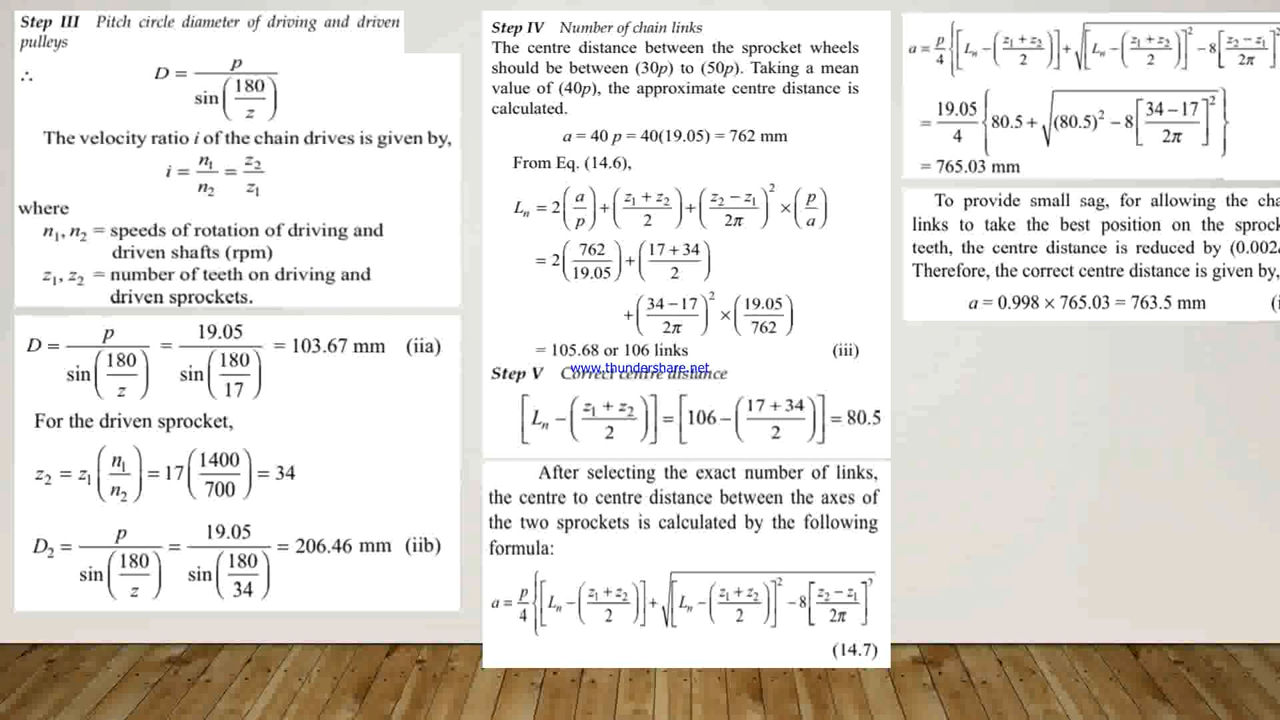 Step III Pitch circle diameter of driving and driven
pulleys
∴ D = p / sin(180/z)
The velocity ratio i of the chain drives is given by,
i = n₁/n₂ = z₂/z₁
where
n₁, n₂ = speeds of rotation of driving and
driven shafts (rpm)
z₁, z₂ = number of teeth on driving and
driven sprockets.
D = p / sin(180/z) = 19.05 / sin(180/17) = 103.67 mm (iia)
For the driven sprocket,
z₂ = z₁(n₁/n₂) = 17(1400/700) = 34
D₂ = p / sin(180/z) = 19.05 / sin(180/34) = 206.46 mm (iib)
Step IV Number of chain links
The centre distance between the sprocket wheels
should be between (30p) to (50p). Taking a mean
value of (40p), the approximate centre distance is
calculated.
a = 40 p = 40(19.05) = 762 mm
From Eq. (14.6),
Lₙ = 2(a/p) + ((z₁ + z₂)/2) + ((z₂ − z₁)/2π)² × (p/a)
= 2(762/19.05) + ((17 + 34)/2)
+ ((34 − 17)/2π)² × (19.05/762)
= 105.68 or 106 links (iii)
www.thundershare.net
Step V Correct centre distance
[Lₙ − ((z₁ + z₂)/2)] = [106 − ((17 + 34)/2)] = 80.5
After selecting the exact number of links,
the centre to centre distance between the axes of
the two sprockets is calculated by the following
formula:
a = p/4 {[Lₙ − ((z₁ + z₂)/2)] + √([Lₙ − ((z₁ + z₂)/2)]² − 8[(z₂ − z₁)/2π]²)
(14.7)
a = p/4 {[Lₙ − ((z₁ + z₂)/2)] + √([Lₙ − ((z₁ + z₂)/2)]² − 8[(z₂ − z₁)/2π]²
= 19.05/4 {80.5 + √((80.5)² − 8[(34 − 17)/2π]²)}
= 765.03 mm
To provide small sag, for allowing the cha
links to take the best position on the sprock
teeth, the centre distance is reduced by (0.002
Therefore, the correct centre distance is given by,
a = 0.998 × 765.03 = 763.5 mm (i